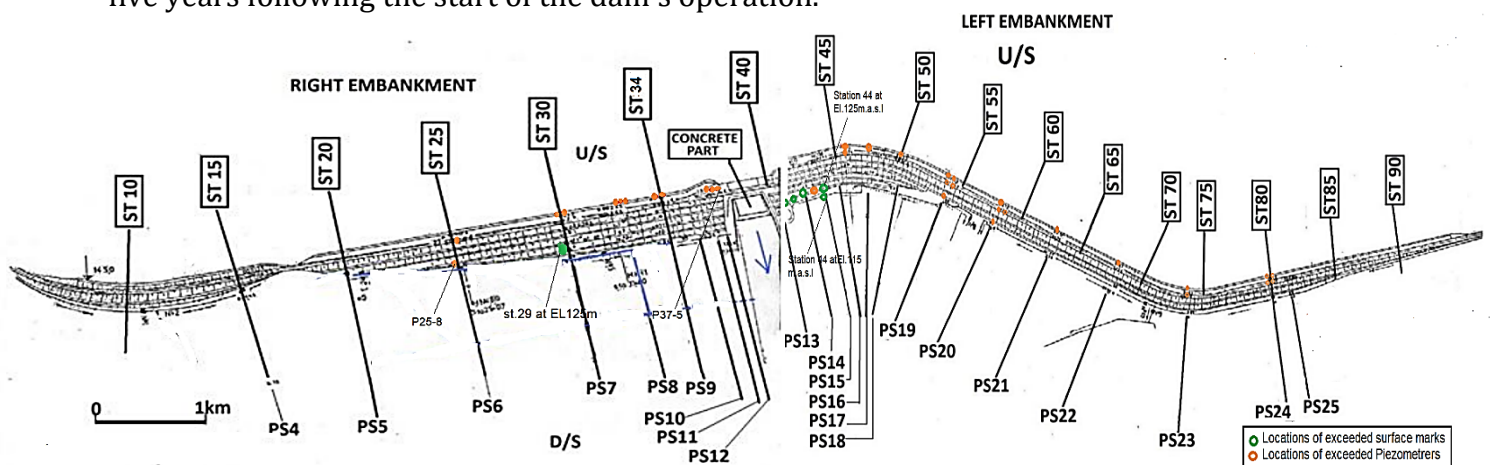 five years following the start of the dam's operation.
LEFT EMBANKMENT
U/S
RIGHT EMBANKMENT
U/S
ST 10
ST 15
ST 20
ST 25
ST 30
ST 34
ST 40
CONCRETE
PART
ST 45
Station 44 at
El.125m.a.s.l
ST 50
ST 55
ST 60
ST 65
ST 70
ST 75
ST80
ST85
ST 90
Station 44 atEl.115
m.a.s.l
P25-8
st.29 at EL125m
P37-5
PS4
PS5
PS6
PS7
PS8
PS9
PS10
PS11
PS12
PS13
PS14
PS15
PS16
PS17
PS18
PS19
PS20
PS21
PS22
PS23
PS24
PS25
0
1km
D/S
Locations of exceeded surface marks
Locations of exceeded Piezometrers